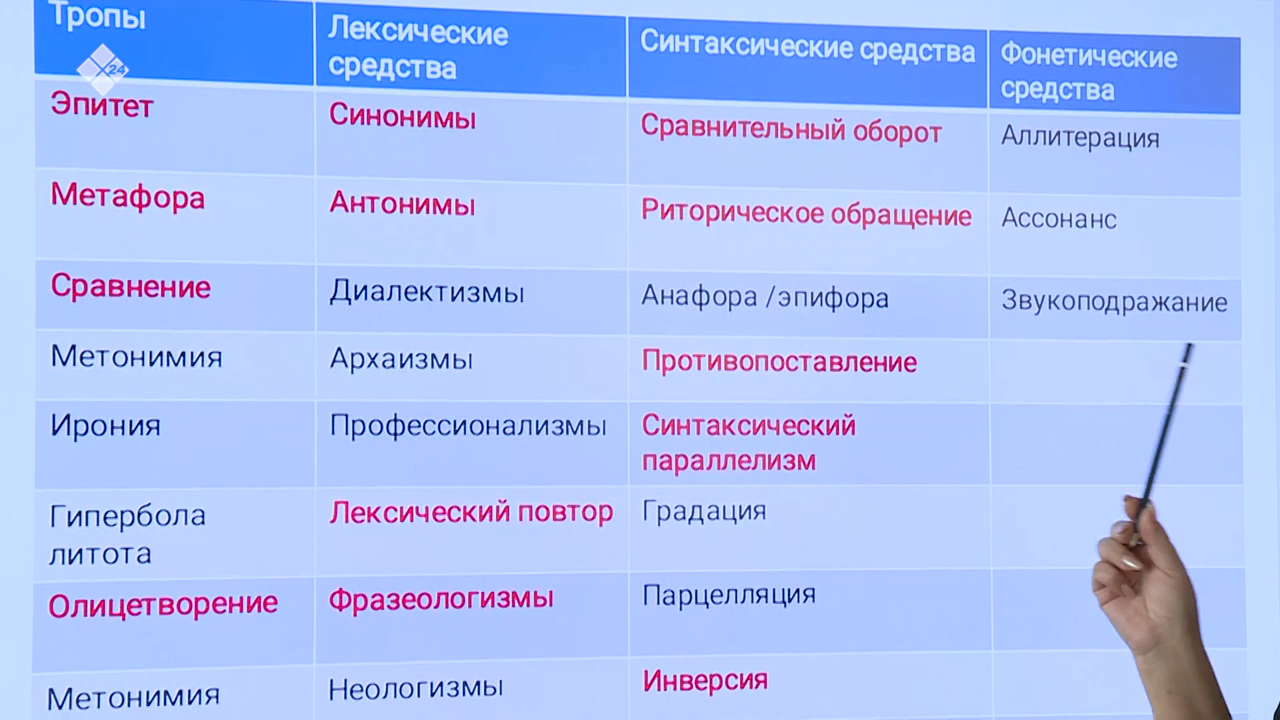 Тропы
Лексические
средства
Синтаксические средства
Фонетические
средства
24
Эпитет
Синонимы
Сравнительный оборот
Аллитерация
Метафора
Антонимы
Риторическое обращение
Ассонанс
Сравнение
Диалектизмы
Анафора /эпифора
Звукоподражание
Метонимия
Архаизмы
Противопоставление
Ирония
Профессионализмы
Синтаксический
параллелизм
Гипербола
литота
Лексический повтор
Градация
Олицетворение
Фразеологизмы
Парцелляция
Метонимия
Неологизмы
Инверсия